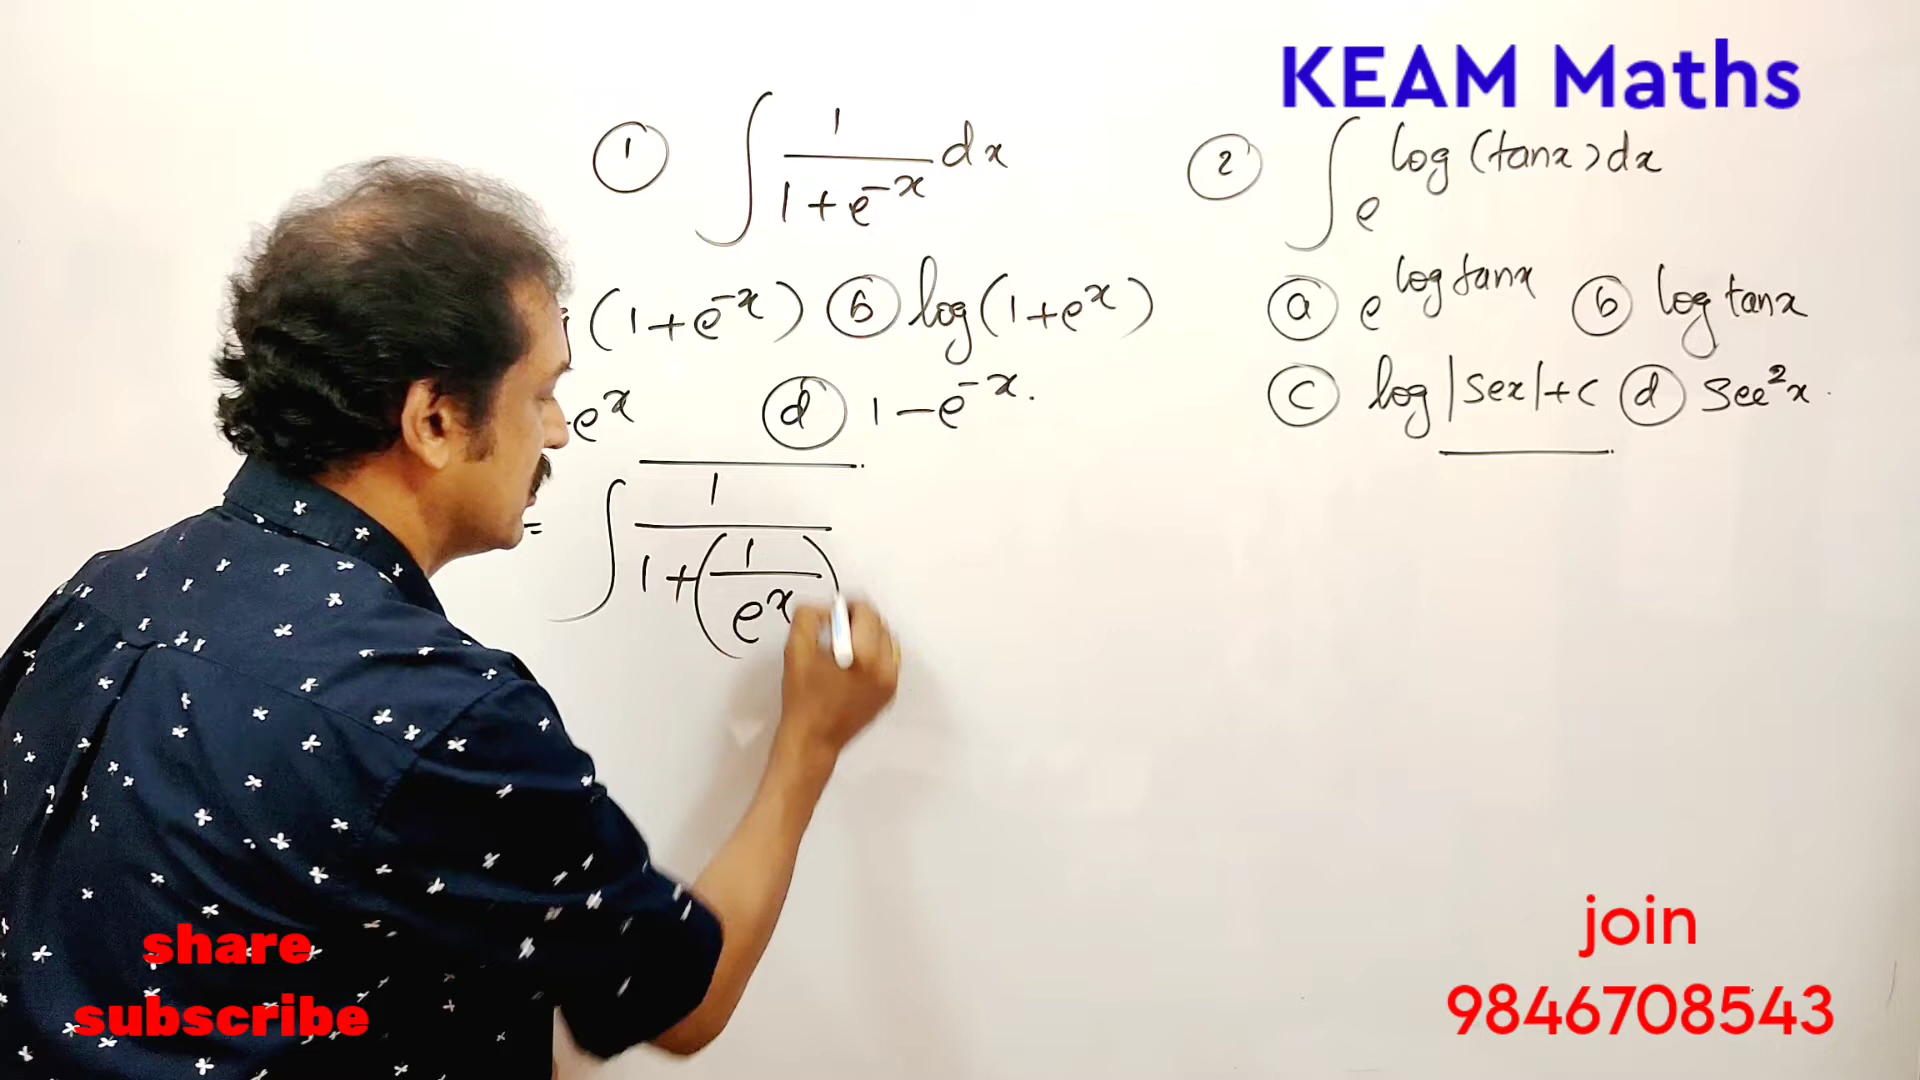 KEAM Maths
① ∫ 1/(1+e^-x) dx
(1+e^-x) ⓑ log(1+e^x)
e^x ⓓ 1-e^-x.
= ∫ 1/(1+(1/e^x))
② ∫ e^log(tanx) dx
ⓐ e^log tanx ⓑ log tanx
ⓒ log|secx|+c ⓓ sec²x.
share
subscribe
join
9846708543